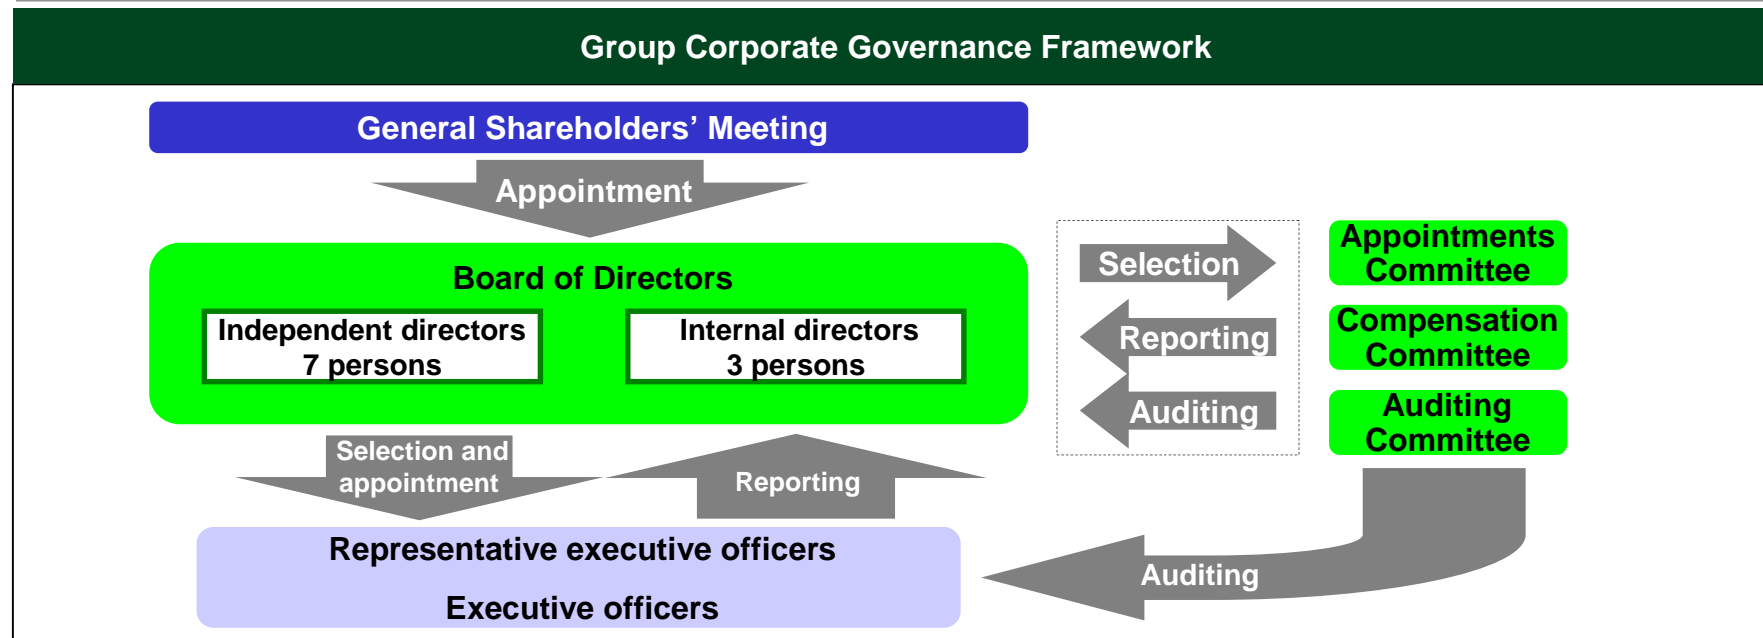 Group Corporate Governance Framework
General Shareholders’ Meeting
Appointment
Board of Directors
Independent directors
7 persons
Internal directors
3 persons
Selection
Reporting
Auditing
Appointments
Committee
Compensation
Committee
Auditing
Committee
Selection and
appointment
Reporting
Representative executive officers
Executive officers
Auditing